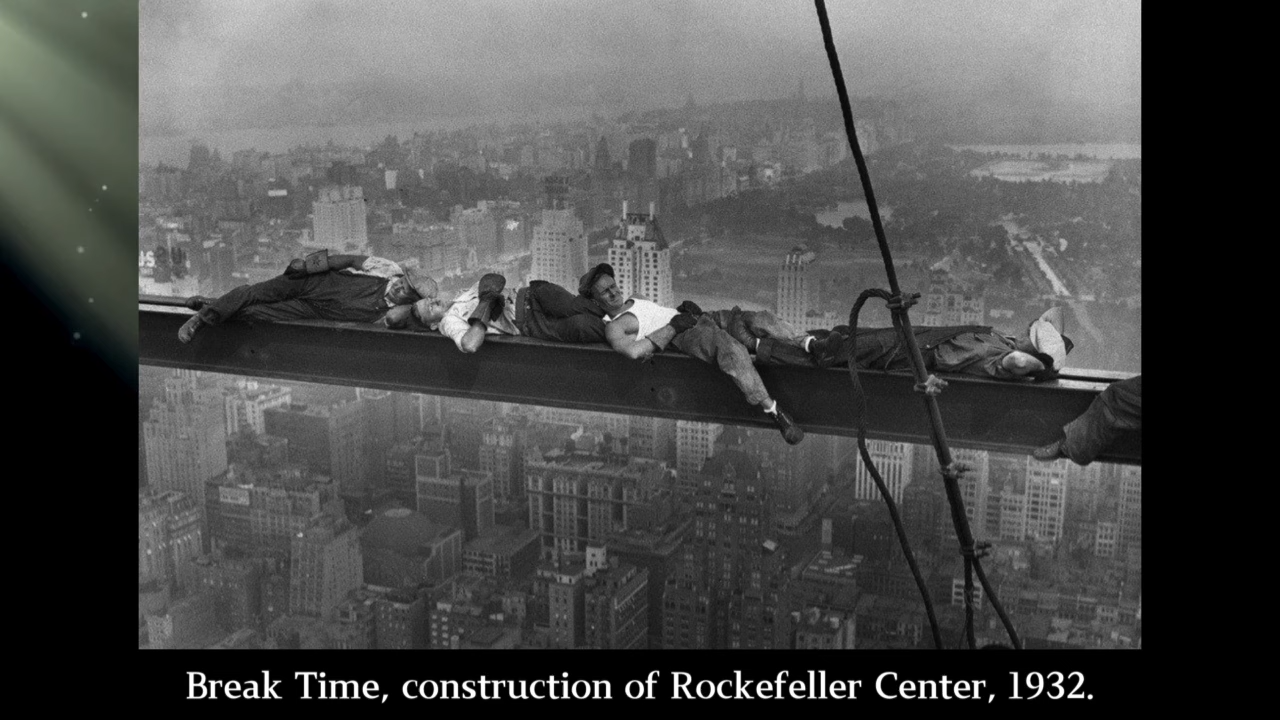 Break Time, construction of Rockefeller Center, 1932.